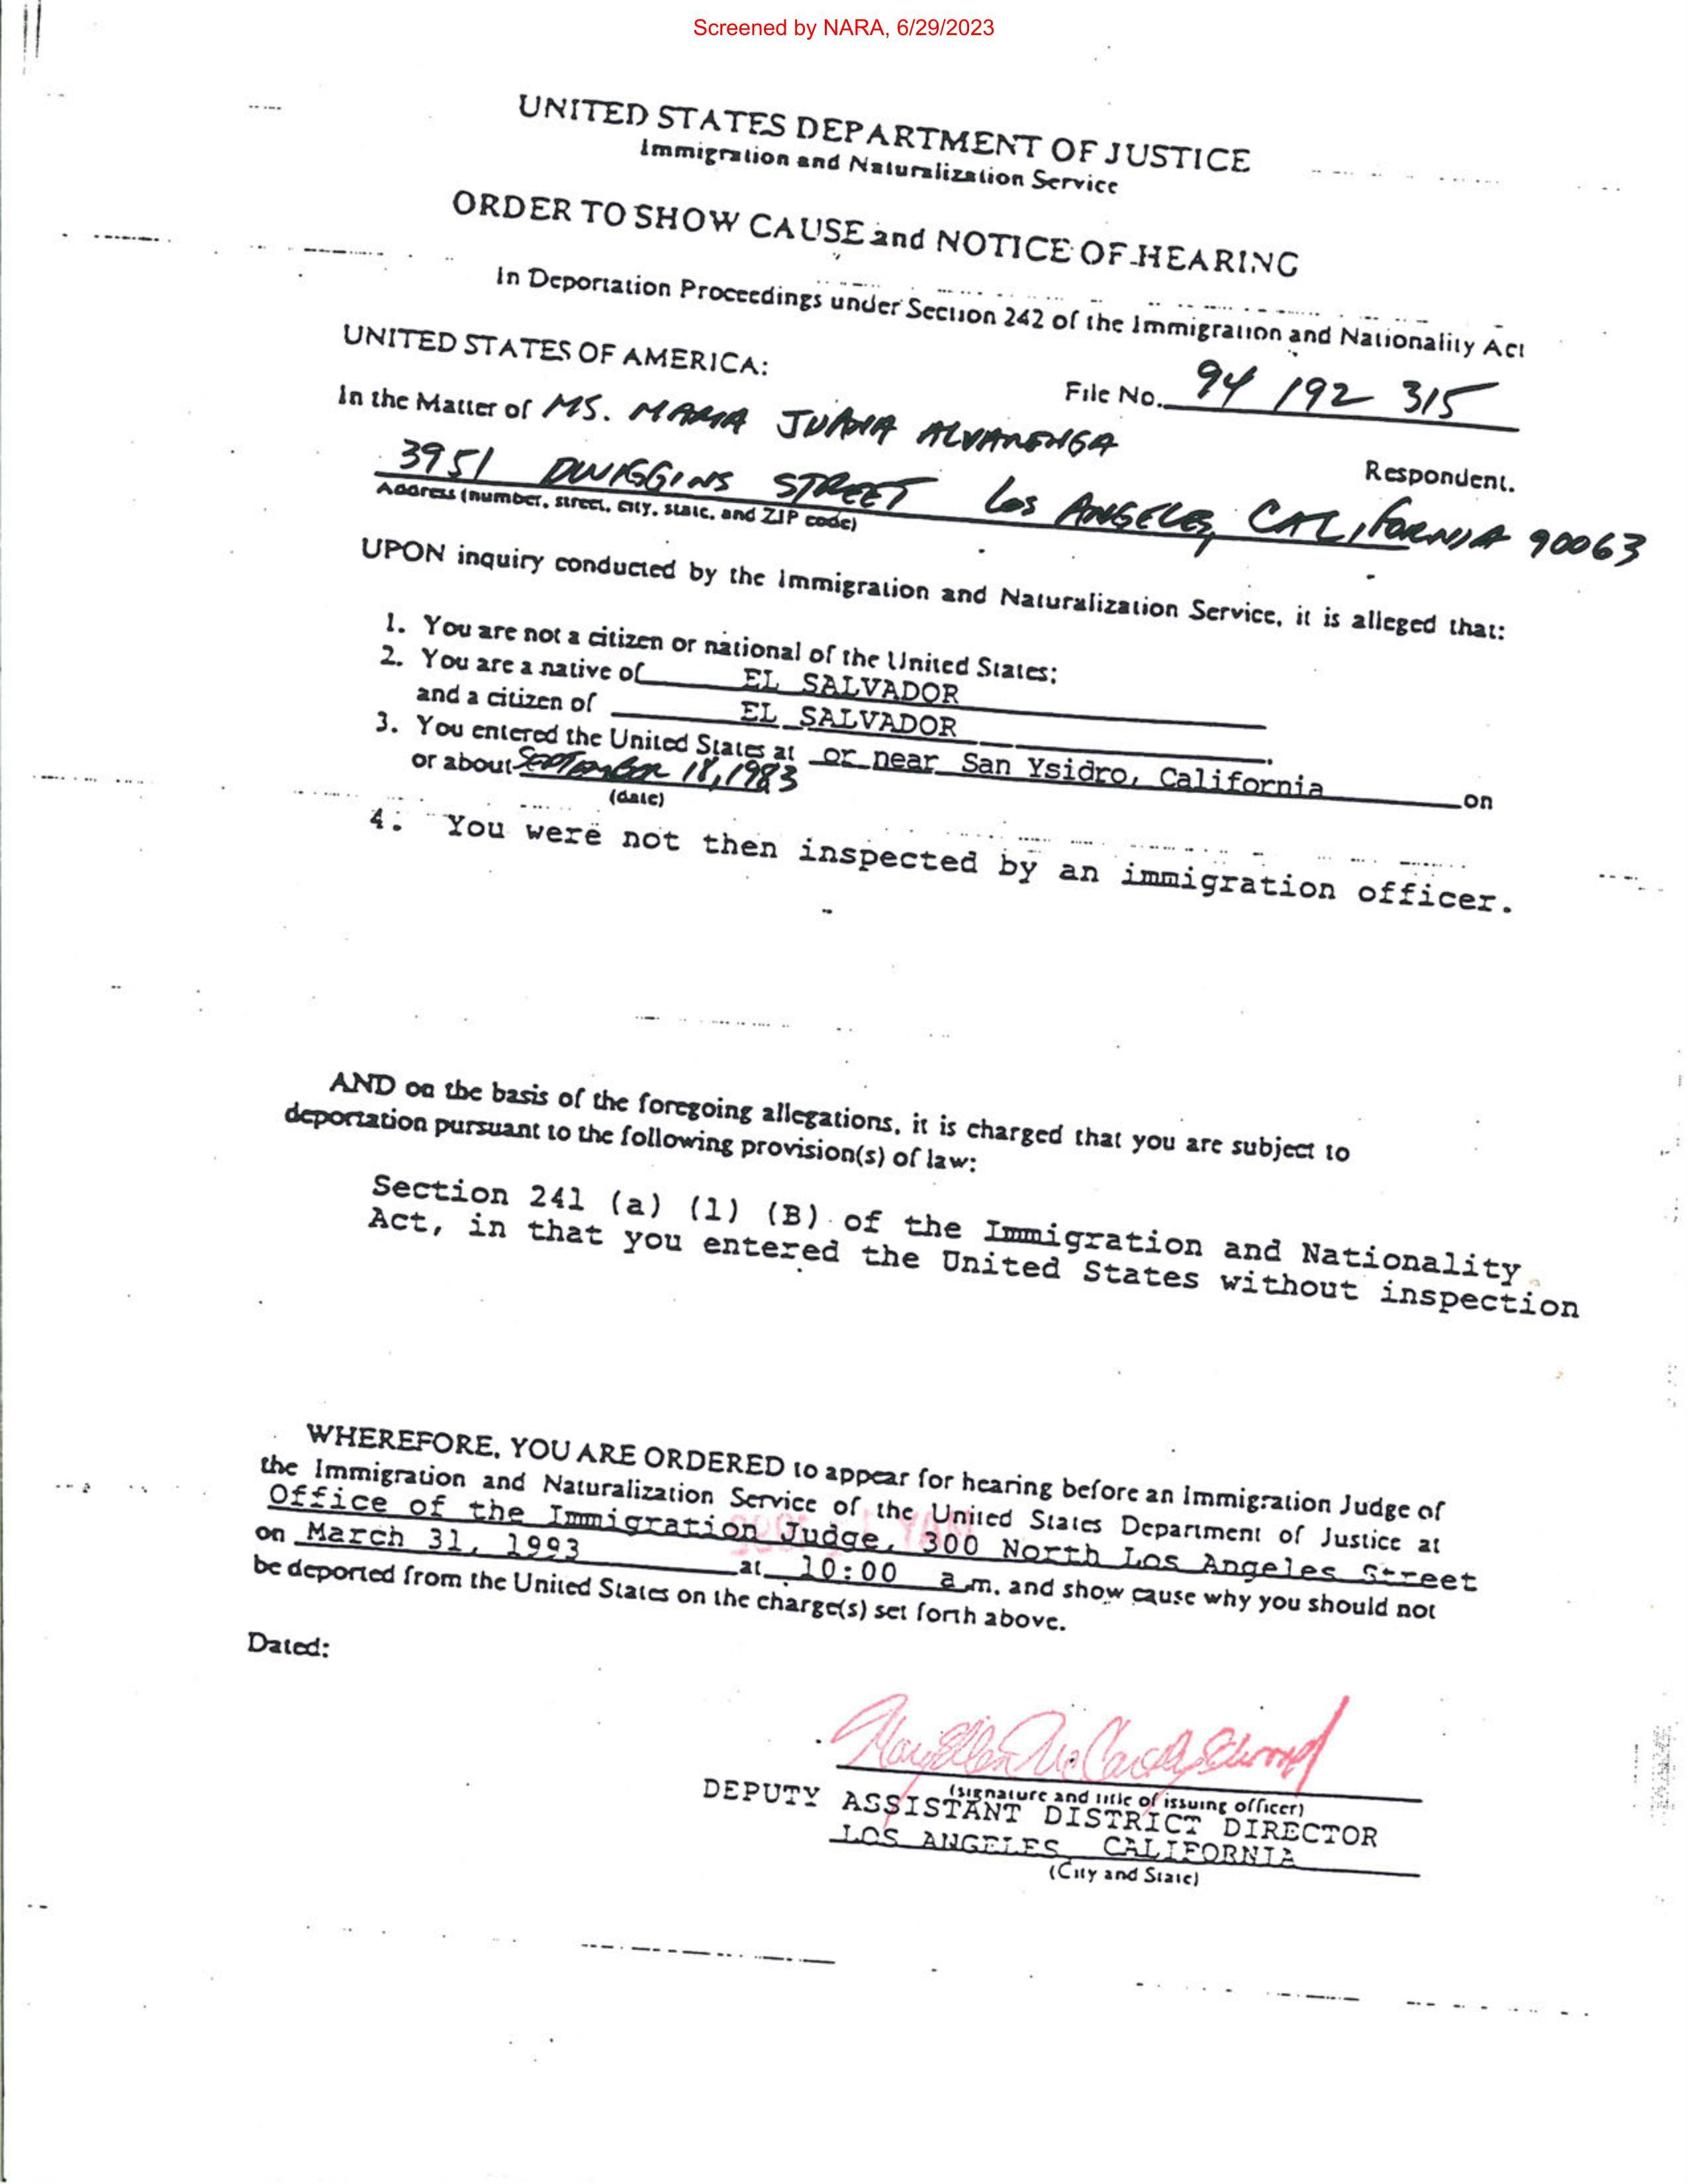 Screened by NARA, 6/29/2023
UNITED STATES DEPARTMENT OF JUSTICE
Immigration and Naturalization Service
ORDER TO SHOW CAUSE and NOTICE OF HEARING
In Deportation Proceedings under Section 242 of the Immigration and Nationality Act
UNITED STATES OF AMERICA:
File No. 94 192 315
In the Matter of MS. MARIA JUANA ALVARENGA
Respondent.
3951 DWIGGINS STREET LOS ANGELES, CALIFORNIA 90063
Address (number, street, city, state, and ZIP code)
UPON inquiry conducted by the Immigration and Naturalization Service, it is alleged that:
1. You are not a citizen or national of the United States;
2. You are a native of EL SALVADOR
and a citizen of EL SALVADOR
3. You entered the United States at or near San Ysidro, California on
or about SEPTEMBER 18, 1983
(date)
4. You were not then inspected by an immigration officer.
AND on the basis of the foregoing allegations, it is charged that you are subject to
deportation pursuant to the following provision(s) of law:
Section 241 (a) (1) (B) of the Immigration and Nationality
Act, in that you entered the United States without inspection
WHEREFORE, YOU ARE ORDERED to appear for hearing before an Immigration Judge of
the Immigration and Naturalization Service of the United States Department of Justice at
Office of the Immigration Judge, 300 North Los Angeles Street
on March 31, 1993 at 10:00 a.m. and show cause why you should not
be deported from the United States on the charge(s) set forth above.
Dated:
(signature and title of issuing officer)
DEPUTY ASSISTANT DISTRICT DIRECTOR
LOS ANGELES CALIFORNIA
(City and State)